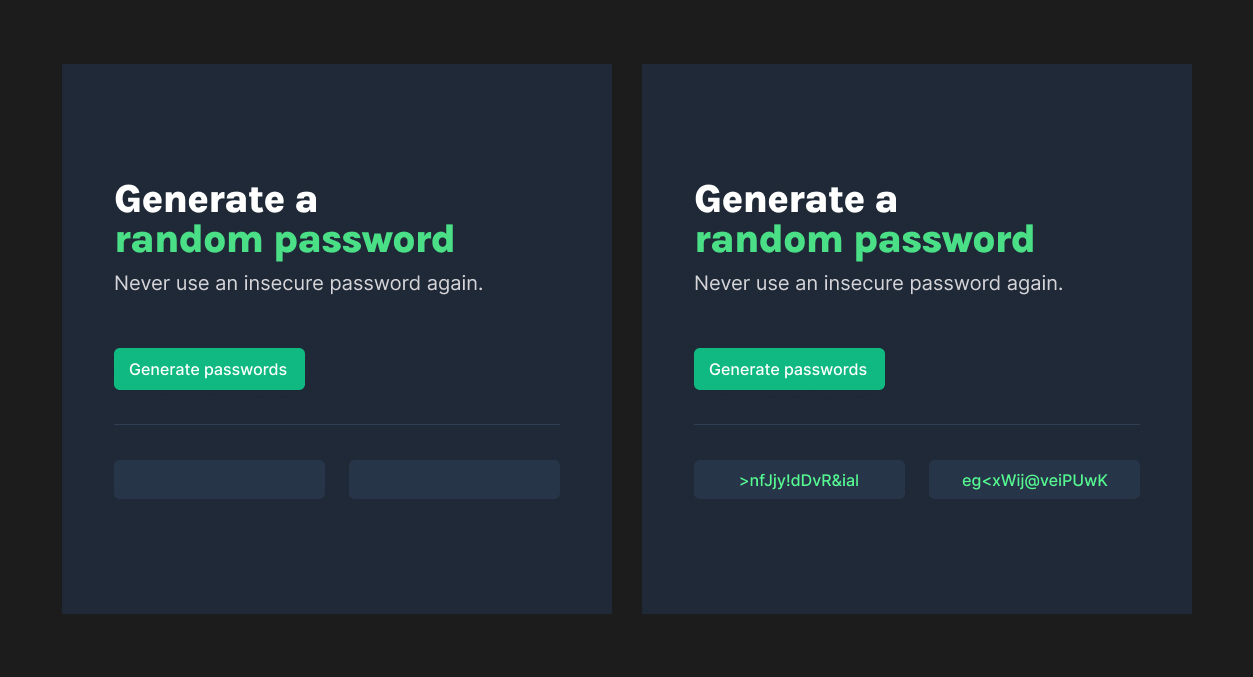 Generate a
random password
Never use an insecure password again.
Generate passwords
Generate a
random password
Never use an insecure password again.
Generate passwords
>nfJjy!dDvR&ial
eg<xWij@veiPUwK